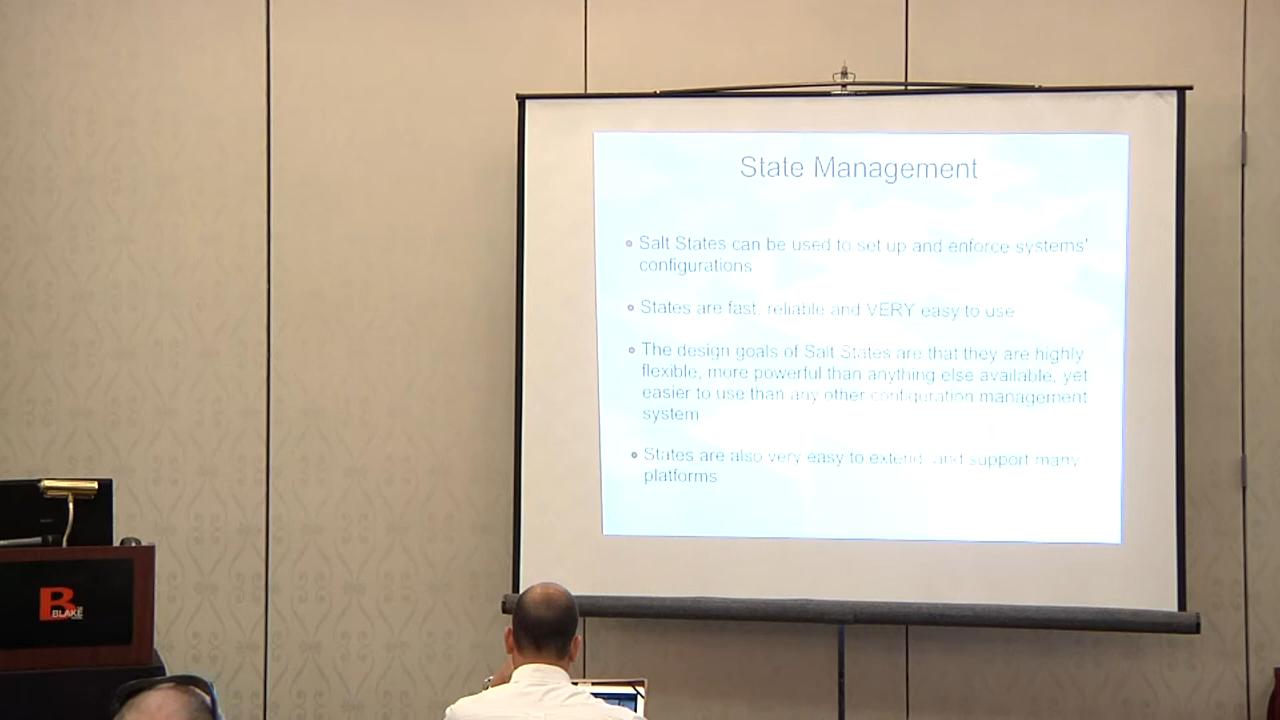 State Management
Salt States can be used to set up and enforce systems'
configurations
States are fast, reliable and VERY easy to use
The design goals of Salt States are that they are highly
flexible, more powerful than anything else available, yet
easier to use than any other configuration management
system
States are also very easy to extend, and support many
platforms
B
BLAKE